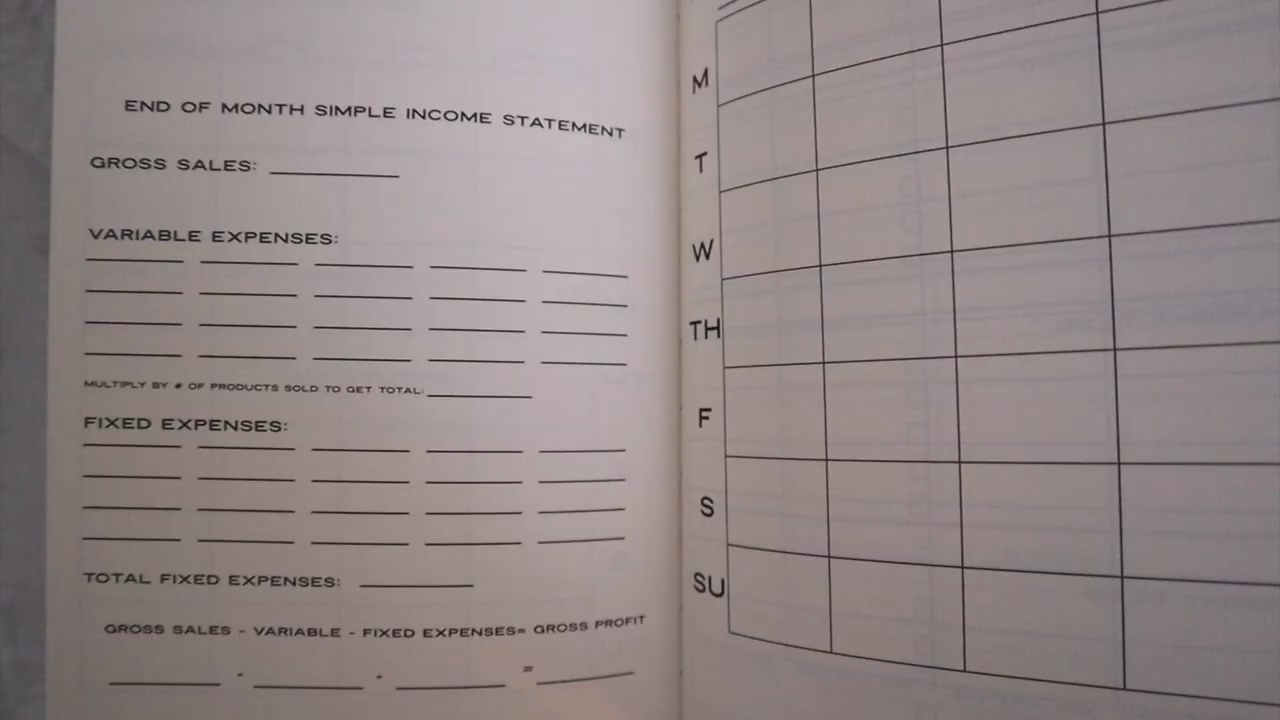 END OF MONTH SIMPLE INCOME STATEMENT
GROSS SALES:
VARIABLE EXPENSES:
MULTIPLY BY # OF PRODUCTS SOLD TO GET TOTAL:
FIXED EXPENSES:
TOTAL FIXED EXPENSES:
GROSS SALES - VARIABLE - FIXED EXPENSES= GROSS PROFIT
- - =
M
T
W
TH
F
S
SU